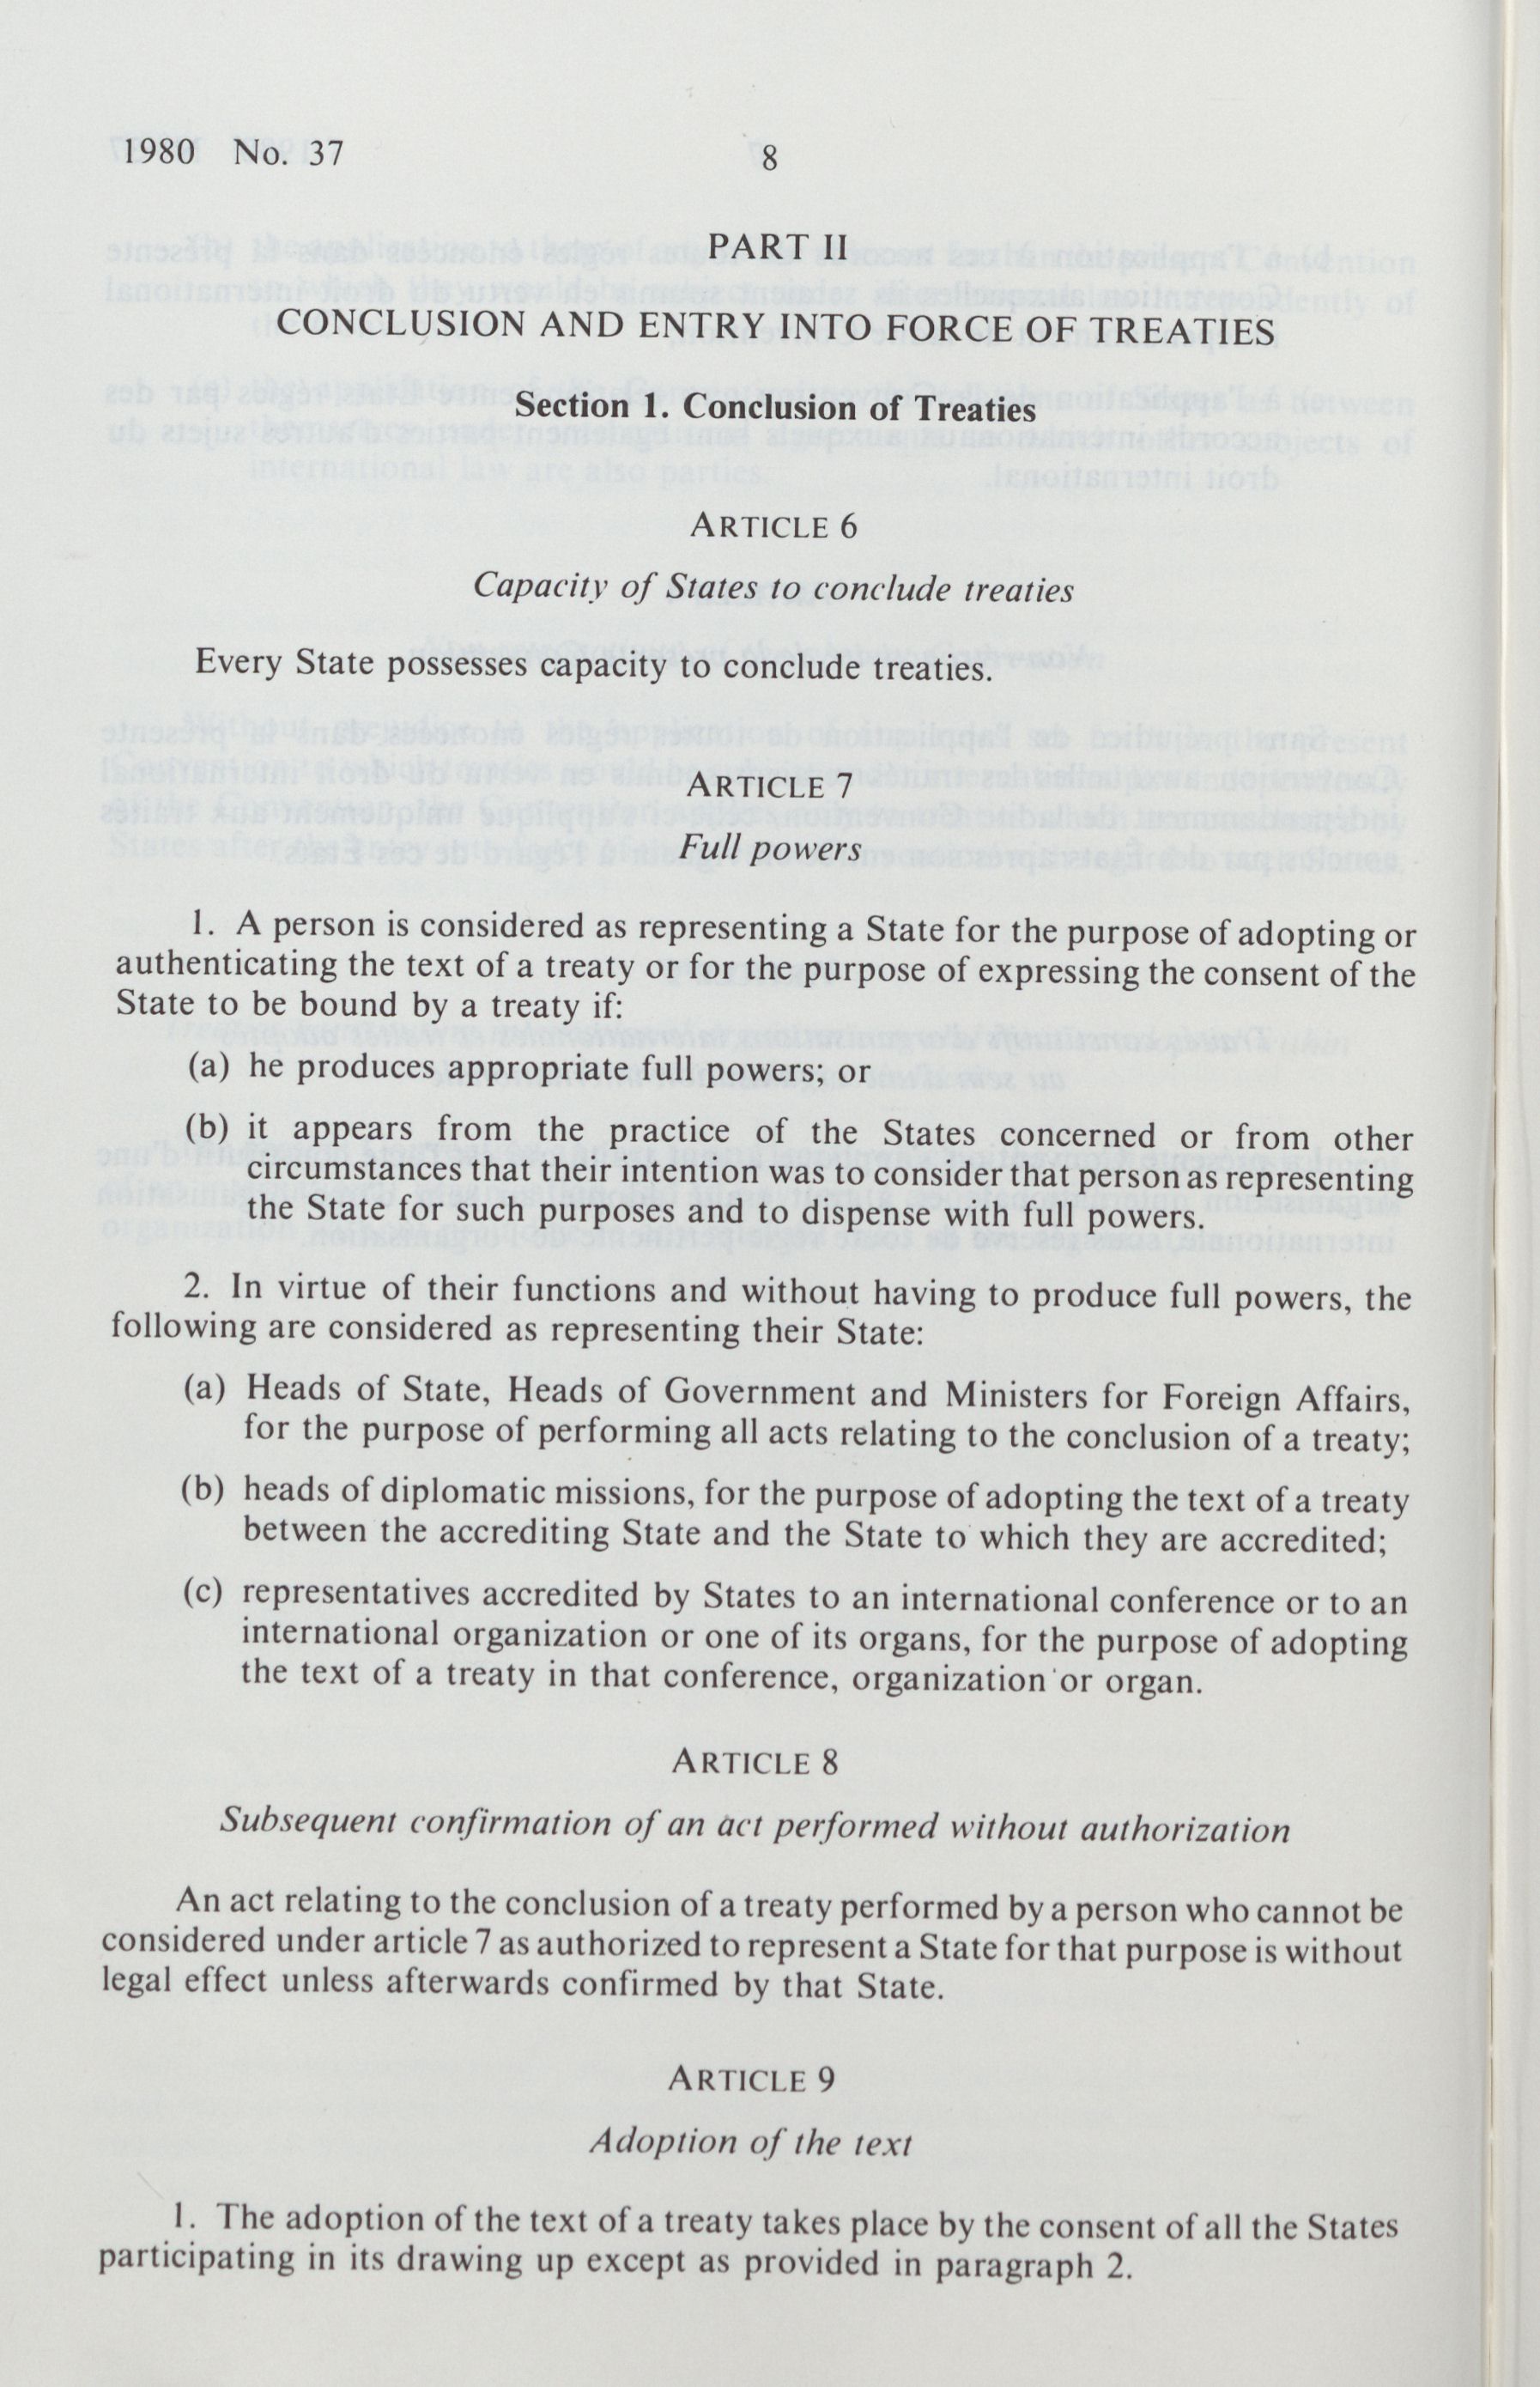 1980 No. 37
8
PART II
CONCLUSION AND ENTRY INTO FORCE OF TREATIES
Section 1. Conclusion of Treaties
ARTICLE 6
Capacity of States to conclude treaties
Every State possesses capacity to conclude treaties.
ARTICLE 7
Full powers
1. A person is considered as representing a State for the purpose of adopting or
authenticating the text of a treaty or for the purpose of expressing the consent of the
State to be bound by a treaty if:
(a) he produces appropriate full powers; or
(b) it appears from the practice of the States concerned or from other
circumstances that their intention was to consider that person as representing
the State for such purposes and to dispense with full powers.
2. In virtue of their functions and without having to produce full powers, the
following are considered as representing their State:
(a) Heads of State, Heads of Government and Ministers for Foreign Affairs,
for the purpose of performing all acts relating to the conclusion of a treaty;
(b) heads of diplomatic missions, for the purpose of adopting the text of a treaty
between the accrediting State and the State to which they are accredited;
(c) representatives accredited by States to an international conference or to an
international organization or one of its organs, for the purpose of adopting
the text of a treaty in that conference, organization or organ.
ARTICLE 8
Subsequent confirmation of an act performed without authorization
An act relating to the conclusion of a treaty performed by a person who cannot be
considered under article 7 as authorized to represent a State for that purpose is without
legal effect unless afterwards confirmed by that State.
ARTICLE 9
Adoption of the text
1. The adoption of the text of a treaty takes place by the consent of all the States
participating in its drawing up except as provided in paragraph 2.